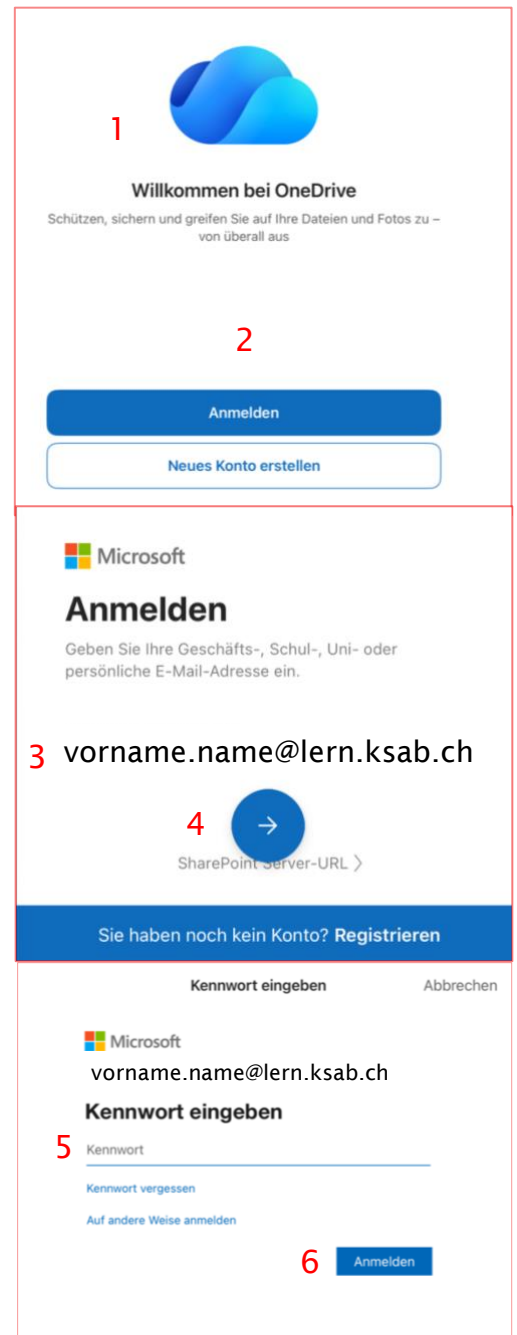 1
Willkommen bei OneDrive
Schützen, sichern und greifen Sie auf Ihre Dateien und Fotos zu –
von überall aus
2
Anmelden
Neues Konto erstellen
Microsoft
Anmelden
Geben Sie Ihre Geschäfts-, Schul-, Uni- oder
persönliche E-Mail-Adresse ein.
3 vorname.name@lern.ksab.ch
4 →
SharePoint Server-URL >
Sie haben noch kein Konto? Registrieren
Kennwort eingeben Abbrechen
Microsoft
vorname.name@lern.ksab.ch
Kennwort eingeben
5 Kennwort
Kennwort vergessen
Auf andere Weise anmelden
6 Anmelden